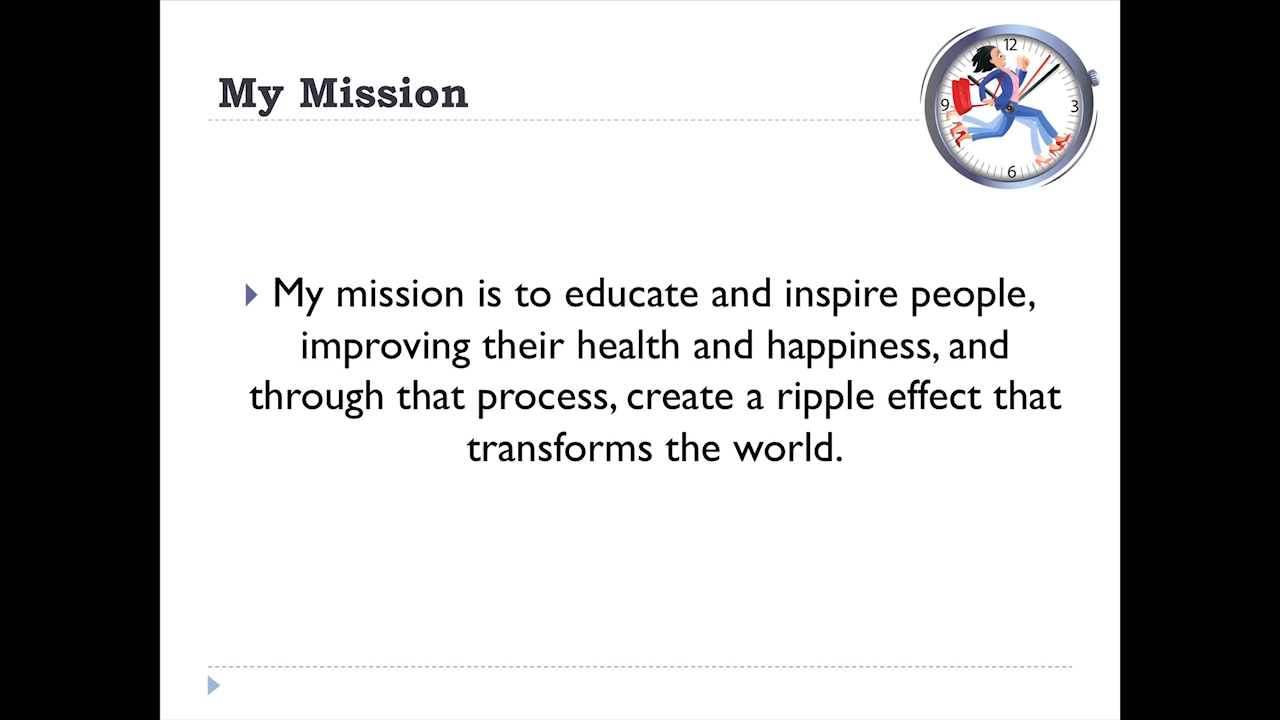 My Mission
12
9
3
6
My mission is to educate and inspire people,
improving their health and happiness, and
through that process, create a ripple effect that
transforms the world.